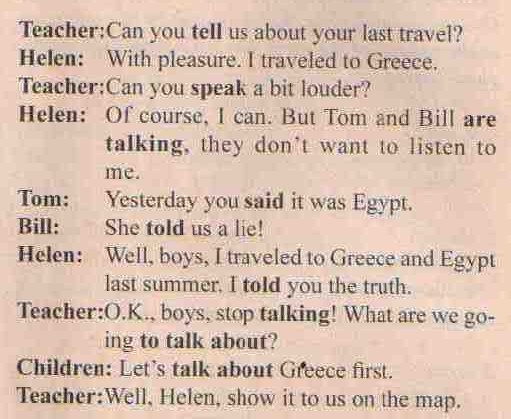 Teacher:Can you tell us about your last travel?
Helen: With pleasure. I traveled to Greece.
Teacher:Can you speak a bit louder?
Helen: Of course, I can. But Tom and Bill are
talking, they don't want to listen to
me.
Tom: Yesterday you said it was Egypt.
Bill: She told us a lie!
Helen: Well, boys, I traveled to Greece and Egypt
last summer. I told you the truth.
Teacher:O.K., boys, stop talking! What are we go-
ing to talk about?
Children: Let's talk about Greece first.
Teacher:Well, Helen, show it to us on the map.